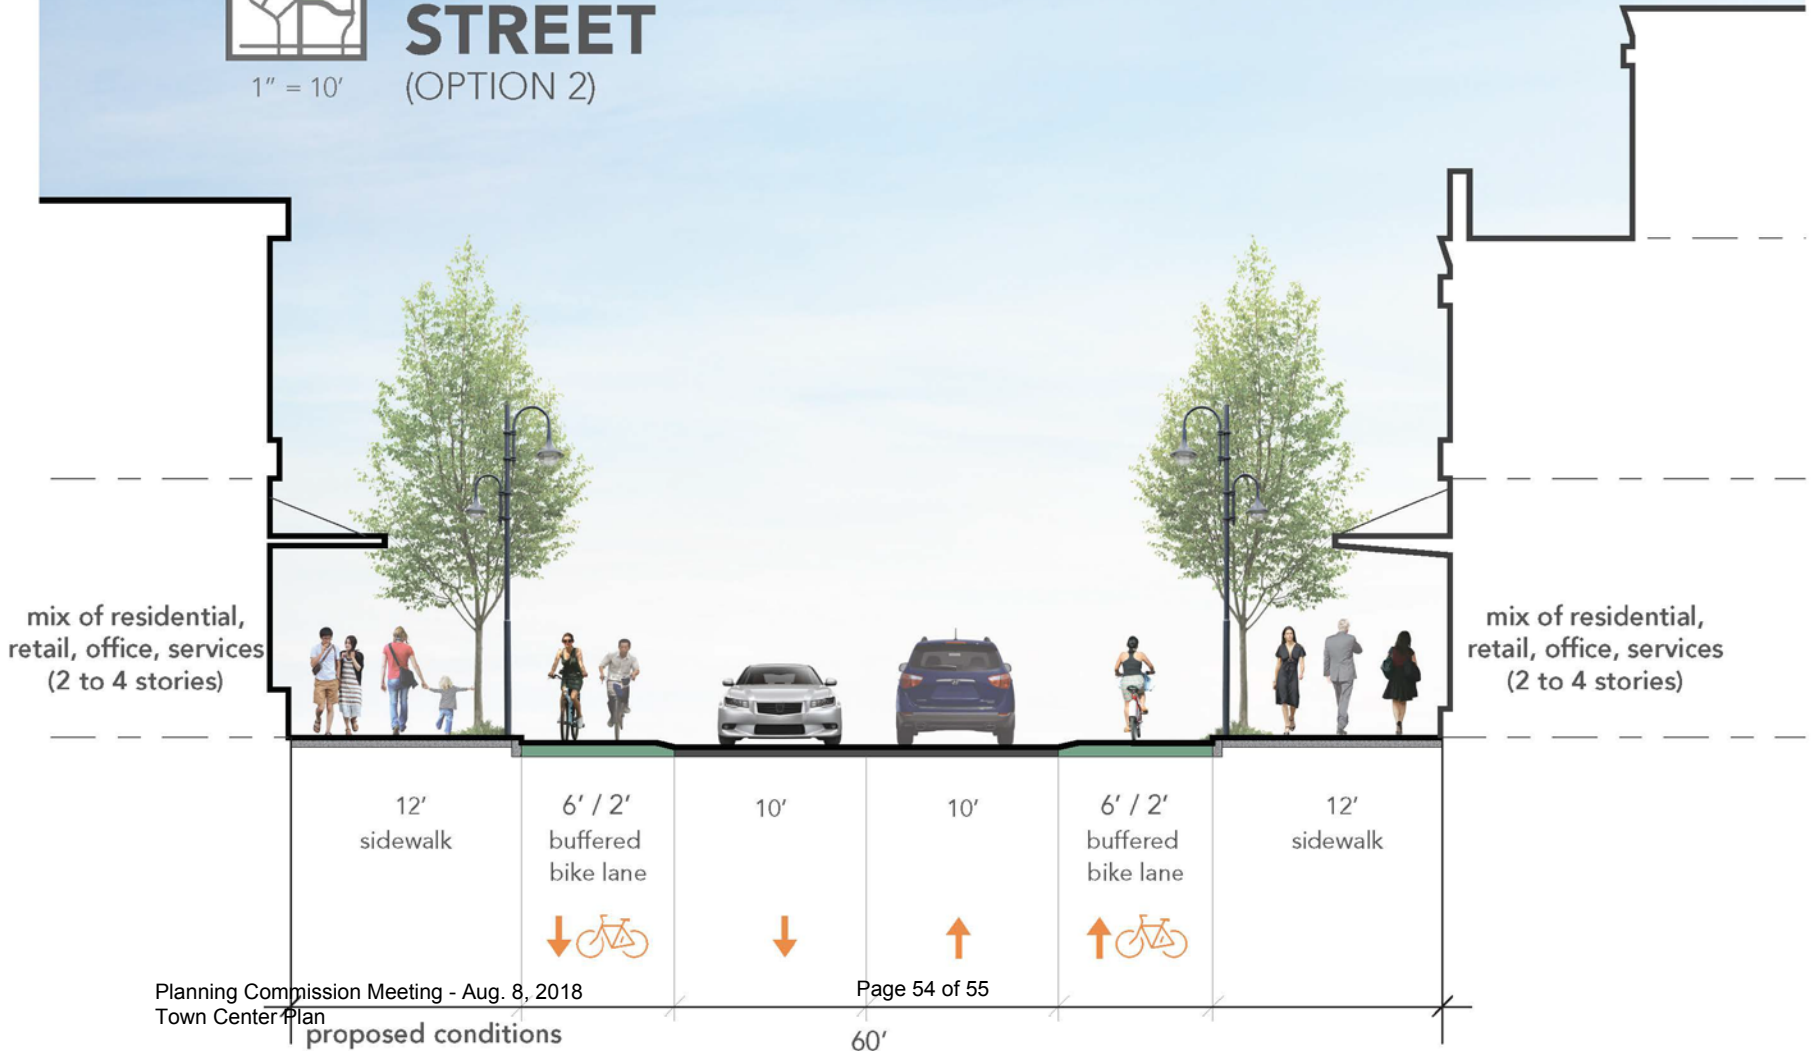 STREET
(OPTION 2)
1" = 10'
mix of residential,
retail, office, services
(2 to 4 stories)
mix of residential,
retail, office, services
(2 to 4 stories)
12'
sidewalk
6' / 2'
buffered
bike lane
10'
10'
6' / 2'
buffered
bike lane
12'
sidewalk
Planning Commission Meeting - Aug. 8, 2018
Town Center Plan
Page 54 of 55
proposed conditions
60'